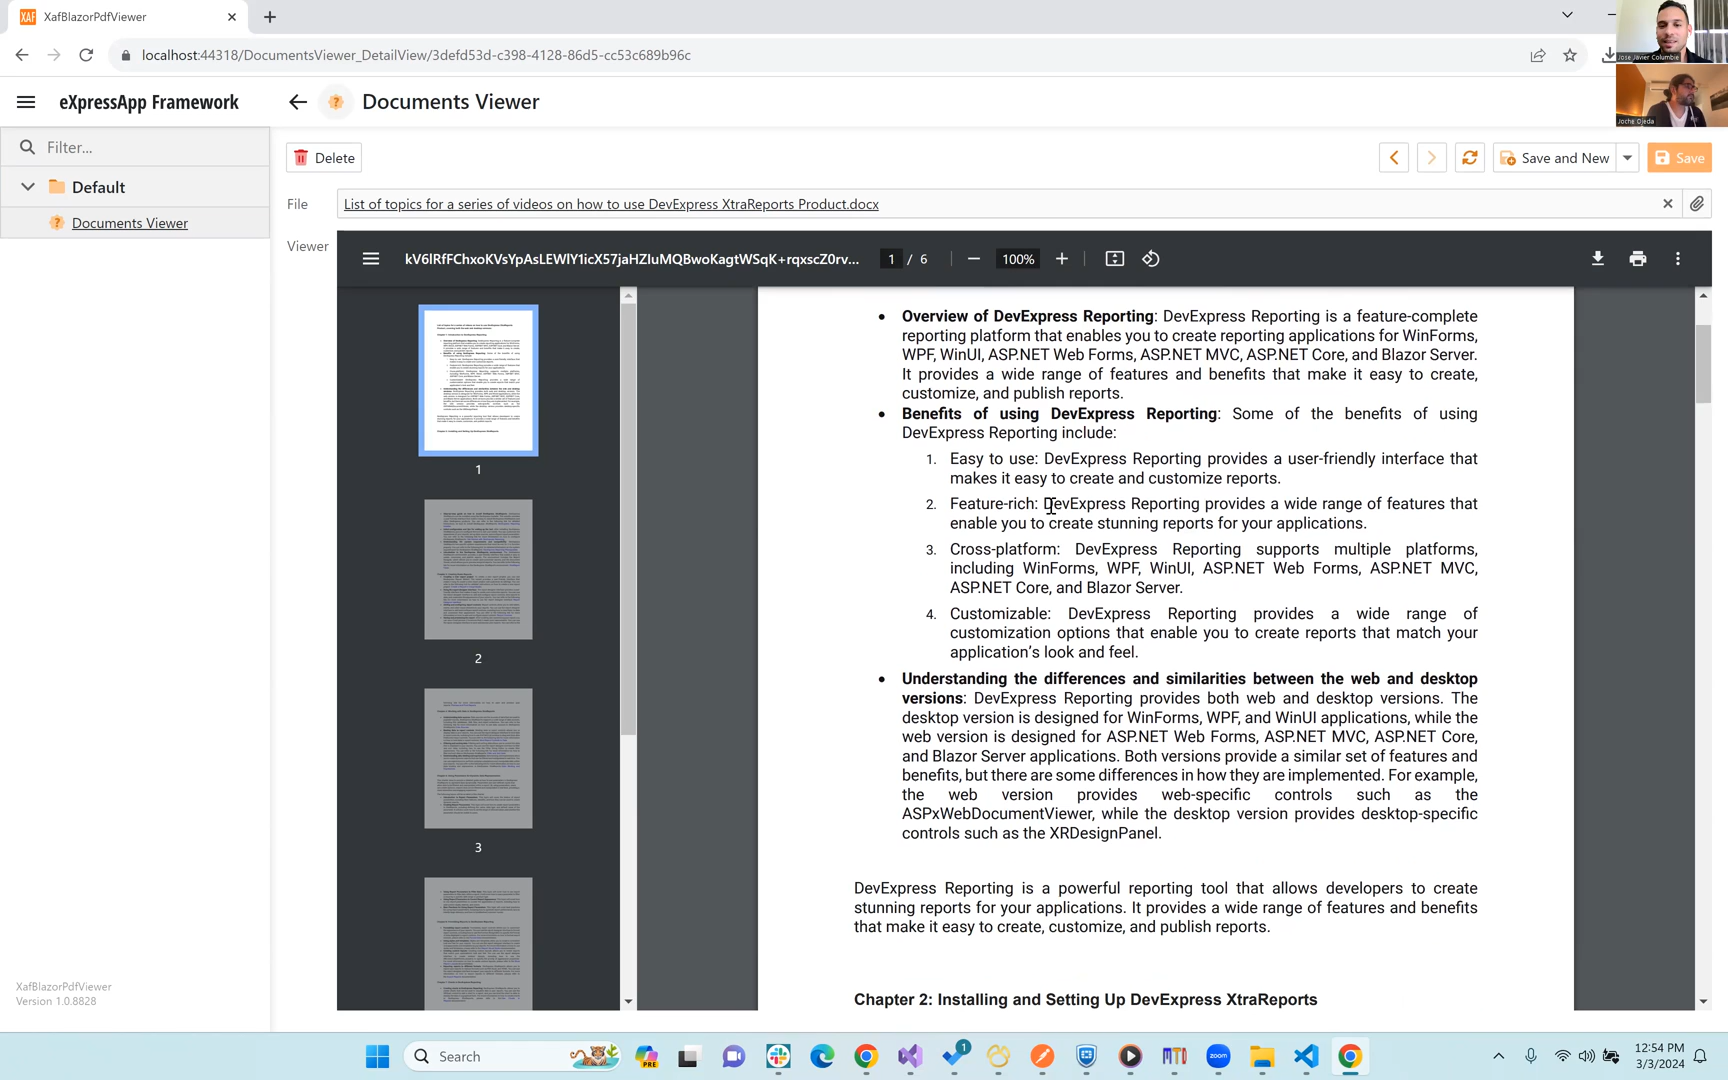 XafBlazorPdfViewer
localhost:44318/DocumentsViewer_DetailView/3defd53d-c398-4128-86d5-cc53c689b96c
Jose Javier Columbie
Joche Ojeda
eXpressApp Framework
Documents Viewer
Filter...
Default
Documents Viewer
Delete
Save and New
Save
File
List of topics for a series of videos on how to use DevExpress XtraReports Product.docx
Viewer
1 / 6
100%
1
2
3
Overview of DevExpress Reporting: DevExpress Reporting is a feature-complete
reporting platform that enables you to create reporting applications for WinForms,
WPF, WinUI, ASP.NET Web Forms, ASP.NET MVC, ASP.NET Core, and Blazor Server.
It provides a wide range of features and benefits that make it easy to create,
customize, and publish reports.
Benefits of using DevExpress Reporting: Some of the benefits of using
DevExpress Reporting include:
1. Easy to use: DevExpress Reporting provides a user-friendly interface that
makes it easy to create and customize reports.
2. Feature-rich: DevExpress Reporting provides a wide range of features that
enable you to create stunning reports for your applications.
3. Cross-platform: DevExpress Reporting supports multiple platforms,
including WinForms, WPF, WinUI, ASP.NET Web Forms, ASP.NET MVC,
ASP.NET Core, and Blazor Server.
4. Customizable: DevExpress Reporting provides a wide range of
customization options that enable you to create reports that match your
application's look and feel.
Understanding the differences and similarities between the web and desktop
versions: DevExpress Reporting provides both web and desktop versions. The
desktop version is designed for WinForms, WPF, and WinUI applications, while the
web version is designed for ASP.NET Web Forms, ASP.NET MVC, ASP.NET Core,
and Blazor Server applications. Both versions provide a similar set of features and
benefits, but there are some differences in how they are implemented. For example,
the web version provides web-specific controls such as the
ASPxWebDocumentViewer, while the desktop version provides desktop-specific
controls such as the XRDesignPanel.
DevExpress Reporting is a powerful reporting tool that allows developers to create
stunning reports for your applications. It provides a wide range of features and benefits
that make it easy to create, customize, and publish reports.
Chapter 2: Installing and Setting Up DevExpress XtraReports
XafBlazorPdfViewer
Version 1.0.8828
Search
PRE
1
zoom
12:54 PM
3/3/2024